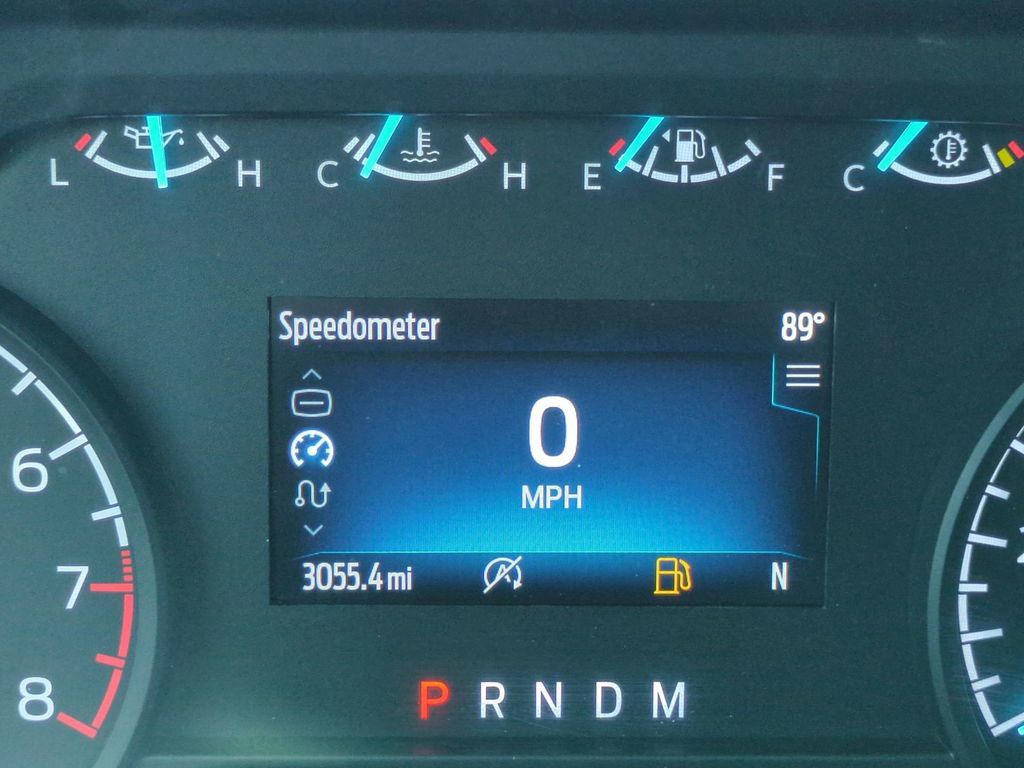 L H C H E F C
Speedometer 89°
0
MPH
6
7
8
3055.4 mi A N
P R N D M